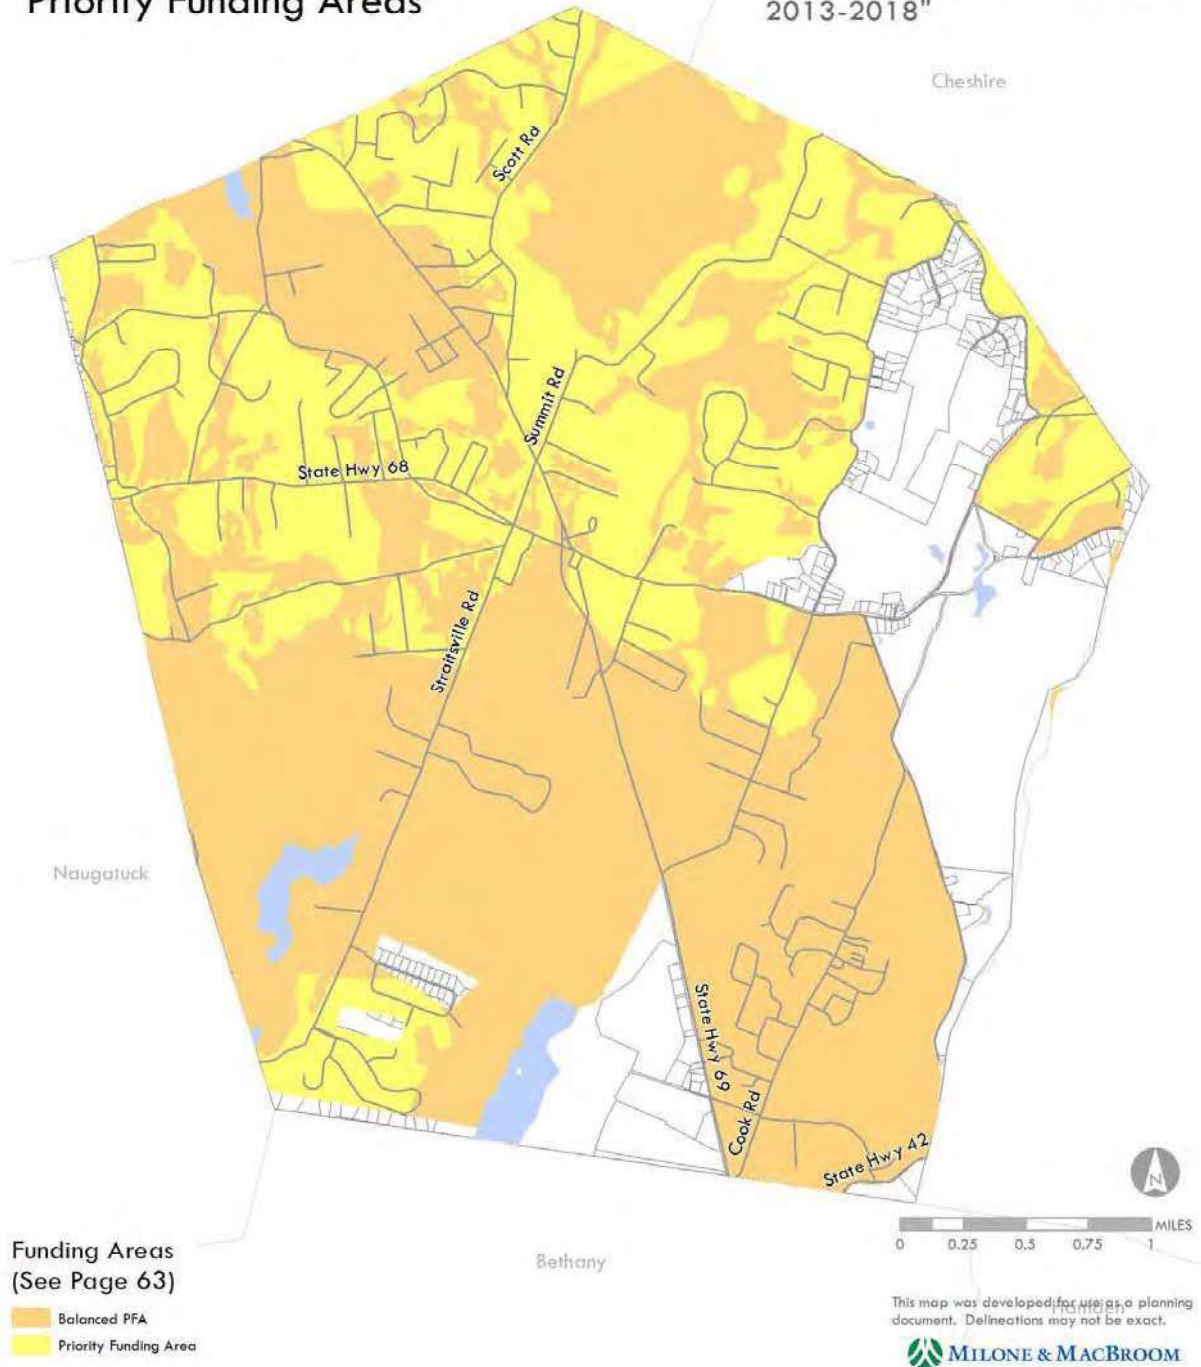 Priority Funding Areas
2013-2018"
Cheshire
Scott Rd
Summit Rd
State Hwy 68
Straitsville Rd
Naugatuck
State Hwy 69
Cook Rd
State Hwy 42
N
MILES
0 0.25 0.5 0.75 1
Funding Areas
(See Page 63)
Bethany
Balanced PFA
Priority Funding Area
Hamden
This map was developed for use as a planning
document. Delineations may not be exact.
MILONE & MACBROOM